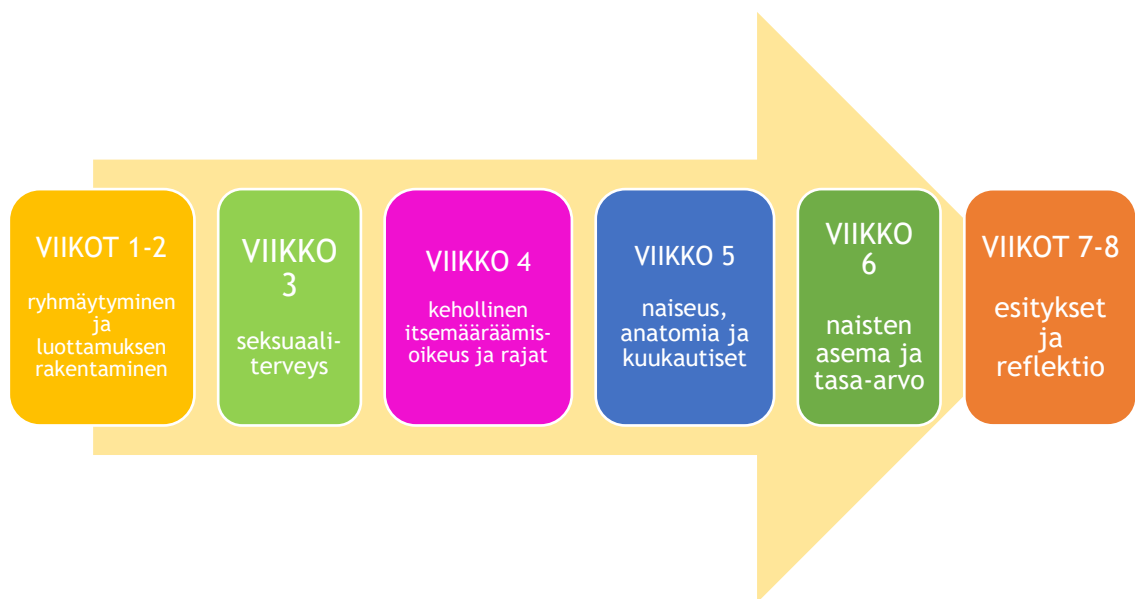 VIIKOT 1-2
ryhmäytyminen
ja
luottamuksen
rakentaminen
VIIKKO
3
seksuaali-
terveys
VIIKKO 4
kehollinen
itsemääräämis-
oikeus ja rajat
VIIKKO 5
naiseus,
anatomia ja
kuukautiset
VIIKKO
6
naisten
asema ja
tasa-arvo
VIIKOT 7-8
esitykset
ja
reflektio